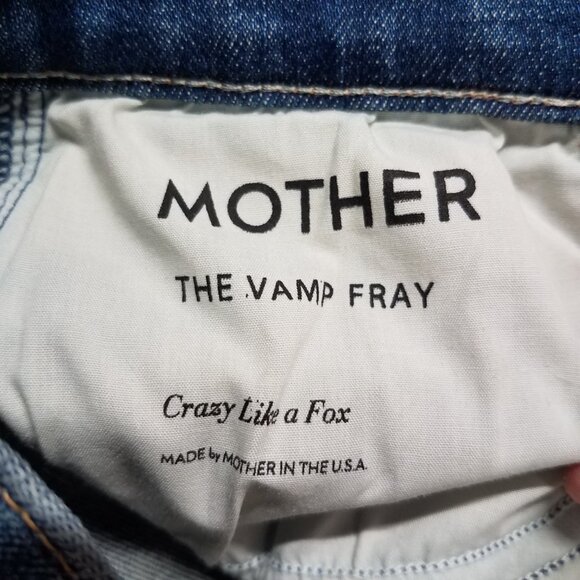 MOTHER
THE VAMP FRAY
Crazy Like a Fox
MADE by MOTHER IN THE U.S.A.